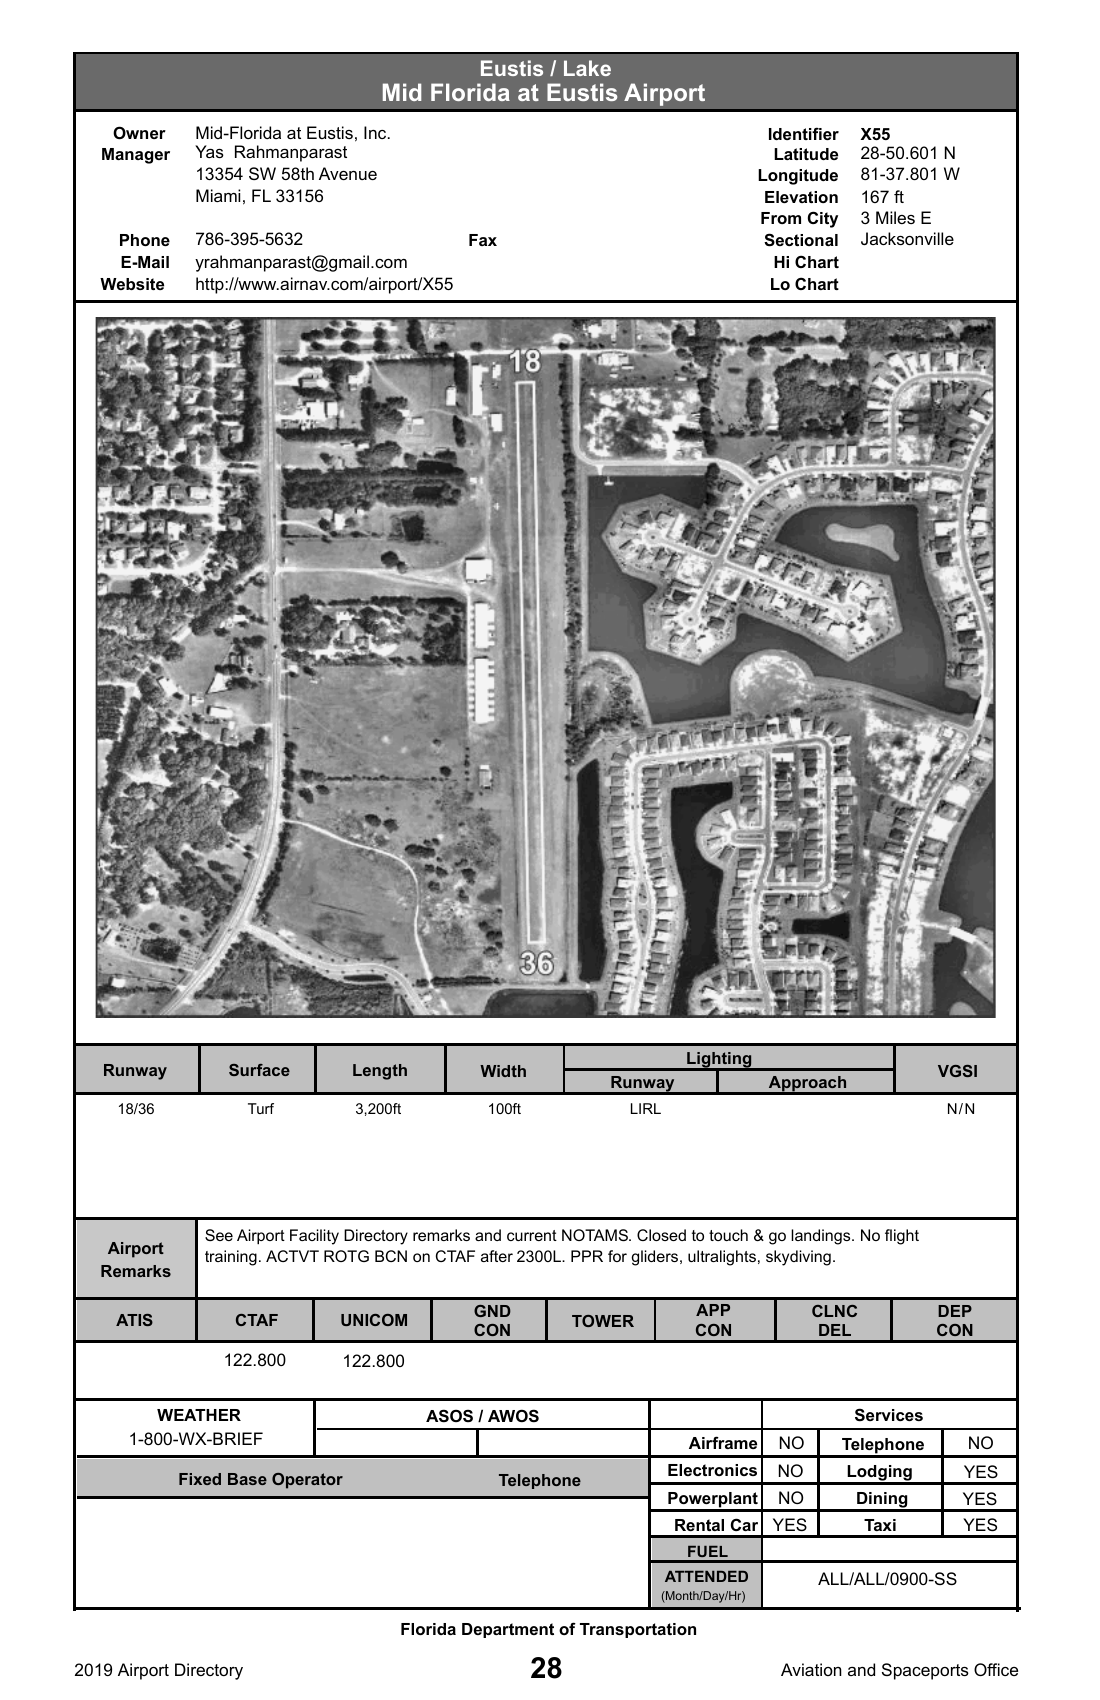 Eustis / Lake
Mid Florida at Eustis Airport
Owner Mid-Florida at Eustis, Inc.
Manager Yas Rahmanparast
13354 SW 58th Avenue
Miami, FL 33156
Phone 786-395-5632 Fax
E-Mail yrahmanparast@gmail.com
Website http://www.airnav.com/airport/X55
Identifier X55
Latitude 28-50.601 N
Longitude 81-37.801 W
Elevation 167 ft
From City 3 Miles E
Sectional Jacksonville
Hi Chart
Lo Chart
18
36
Runway Surface Length Width Lighting VGSI
Runway Approach
18/36 Turf 3,200ft 100ft LIRL N/N
Airport Remarks
See Airport Facility Directory remarks and current NOTAMS. Closed to touch & go landings. No flight
training. ACTVT ROTG BCN on CTAF after 2300L. PPR for gliders, ultralights, skydiving.
ATIS CTAF UNICOM GND CON TOWER APP CON CLNC DEL DEP CON
122.800 122.800
WEATHER
1-800-WX-BRIEF
ASOS / AWOS
Fixed Base Operator Telephone
Services
Airframe NO Telephone NO
Electronics NO Lodging YES
Powerplant NO Dining YES
Rental Car YES Taxi YES
FUEL
ATTENDED ALL/ALL/0900-SS
(Month/Day/Hr)
Florida Department of Transportation
2019 Airport Directory 28 Aviation and Spaceports Office